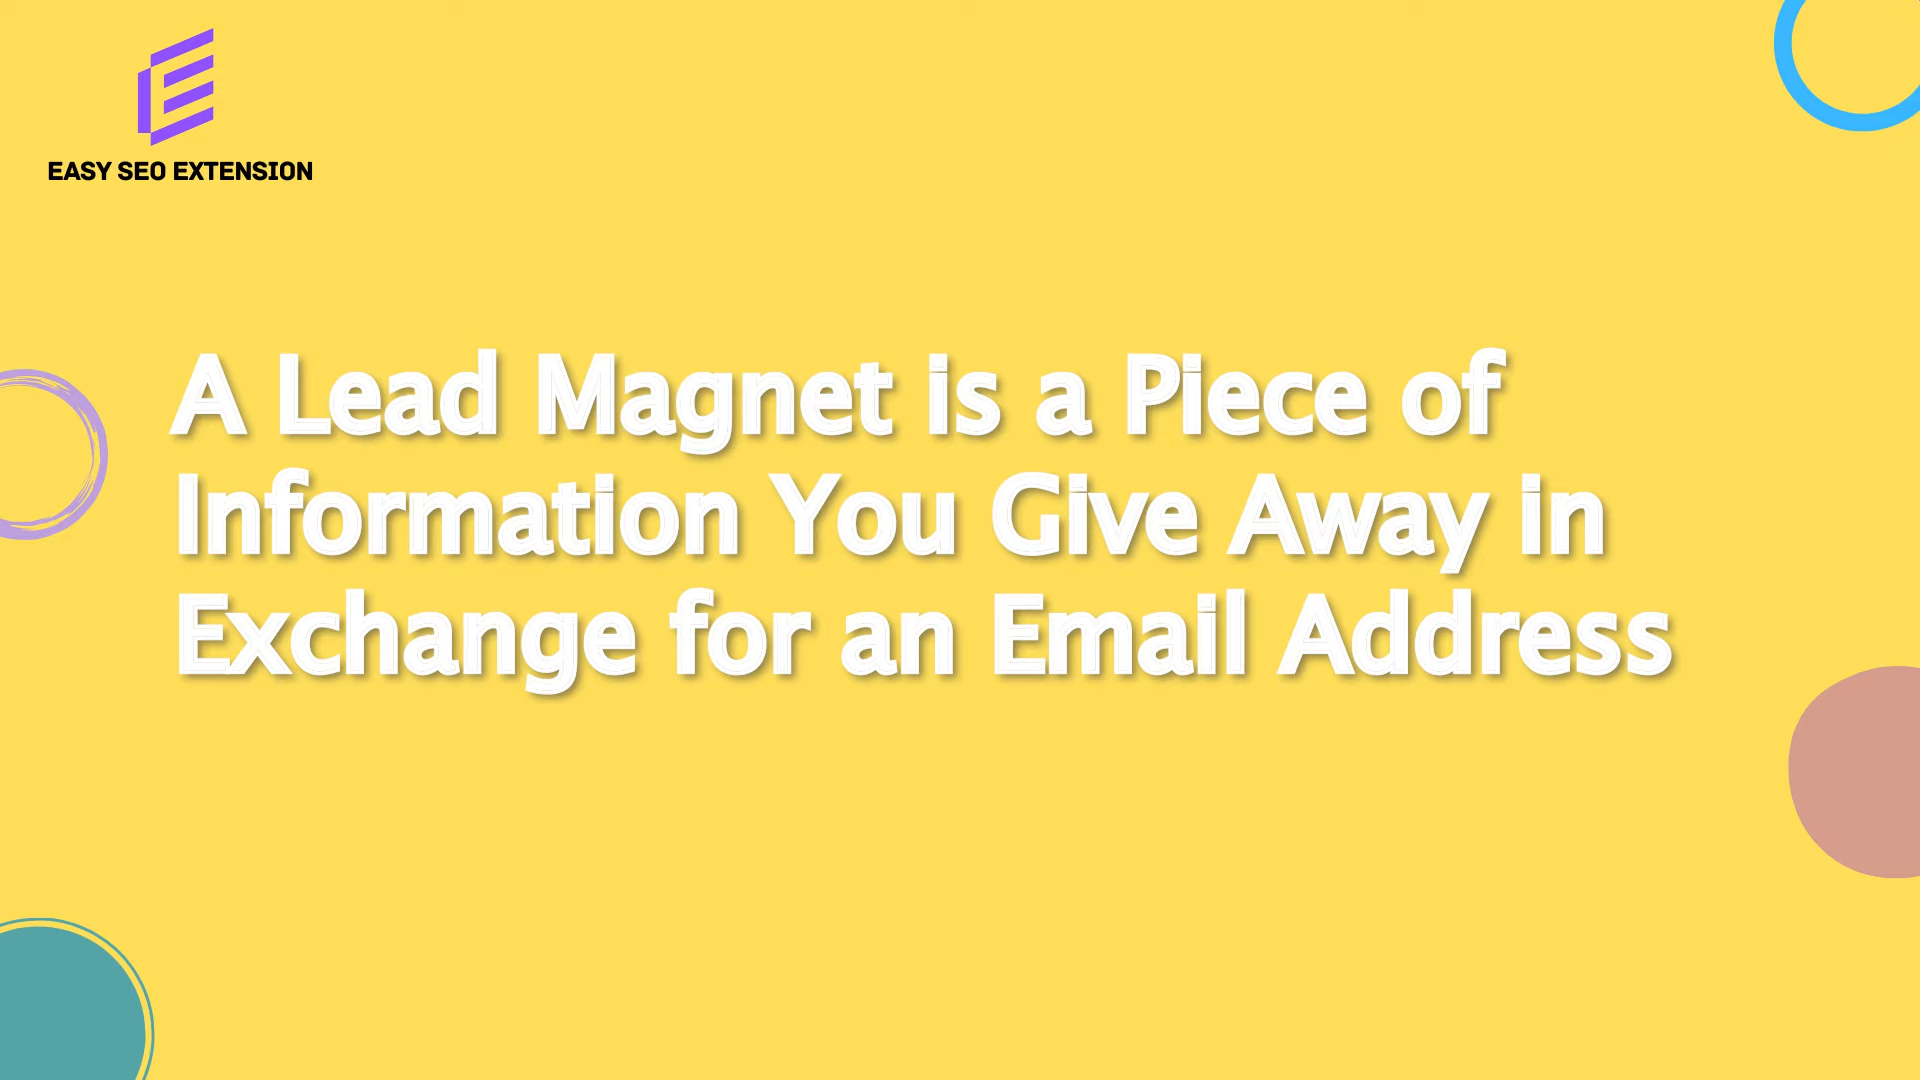 EASY SEO EXTENSION
A Lead Magnet is a Piece of
Information You Give Away in
Exchange for an Email Address